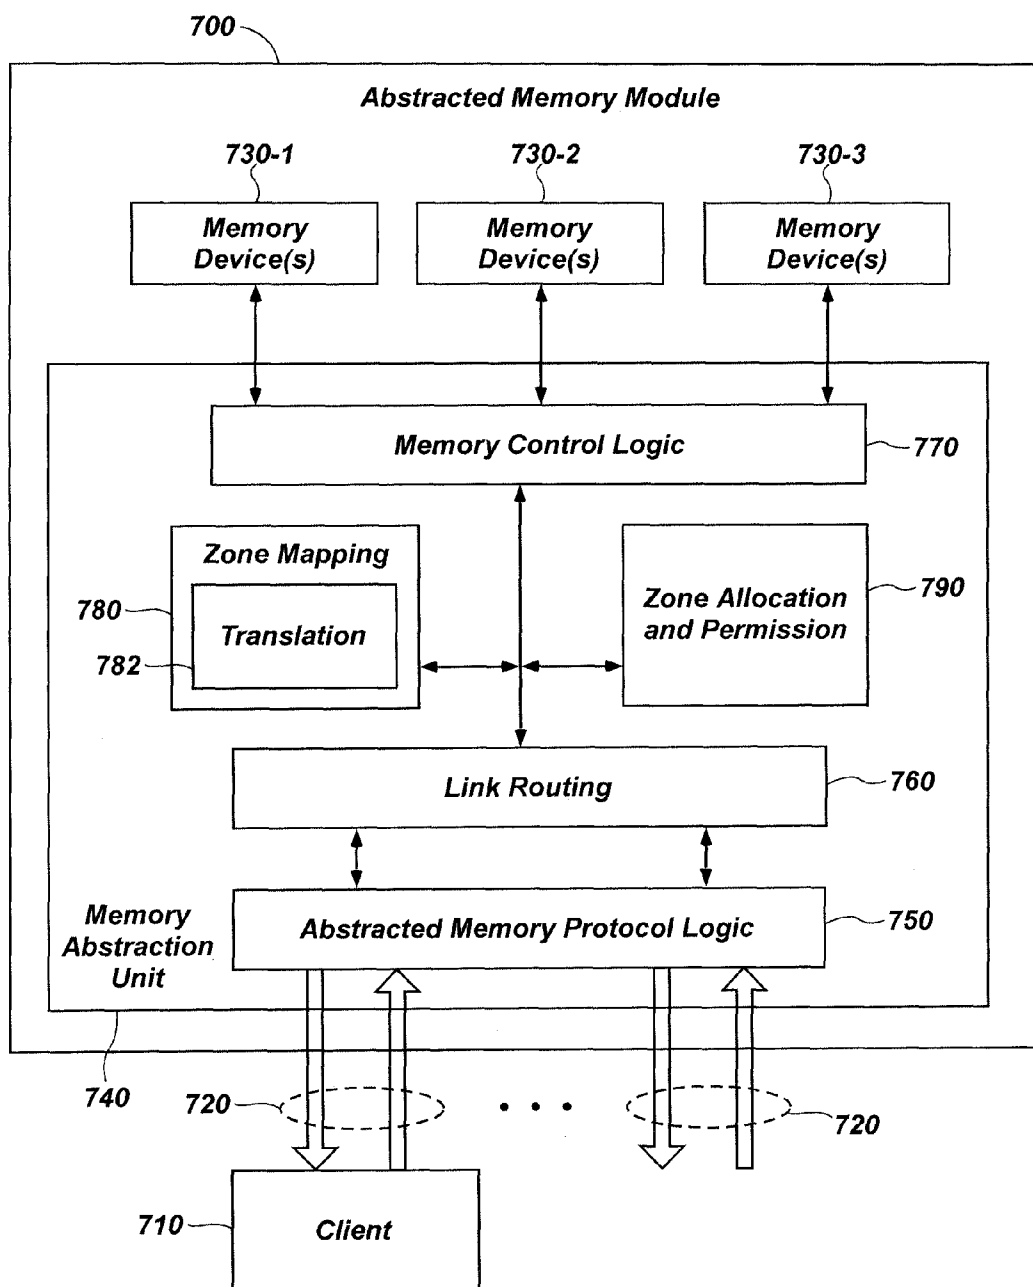 700
Abstracted Memory Module
730-1
730-2
730-3
Memory
Device(s)
Memory
Device(s)
Memory
Device(s)
Memory Control Logic
770
Zone Mapping
780
Translation
782
Zone Allocation
and Permission
790
Link Routing
760
Memory
Abstraction
Unit
Abstracted Memory Protocol Logic
750
740
720
• • •
720
710
Client